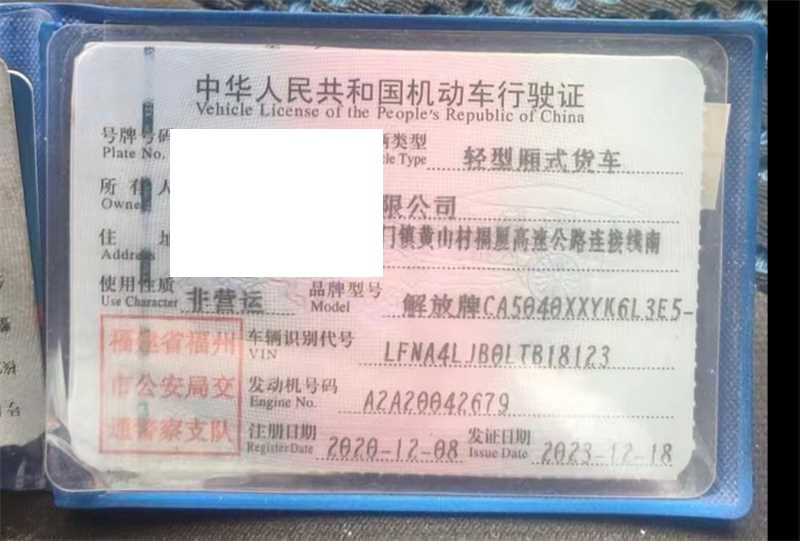 中华人民共和国机动车行驶证
Vehicle License of the People's Republic of China
号牌号码 类型
Plate No. Type 轻型厢式货车
所有人
Owne 限公司
住 址 门镇黄山村福厦高速公路连接线南
Address
使用性质 非营运 品牌型号 解放牌CA5040XXYK6L3E5-
Use Character Model
福建省福州 车辆识别代号 LFNA4LJB0LTB18123
VIN
市公安局交 发动机号码 A2A20042679
Engine No.
通警察支队 注册日期 2020-12-08 发证日期 2023-12-18
Register Date Issue Date